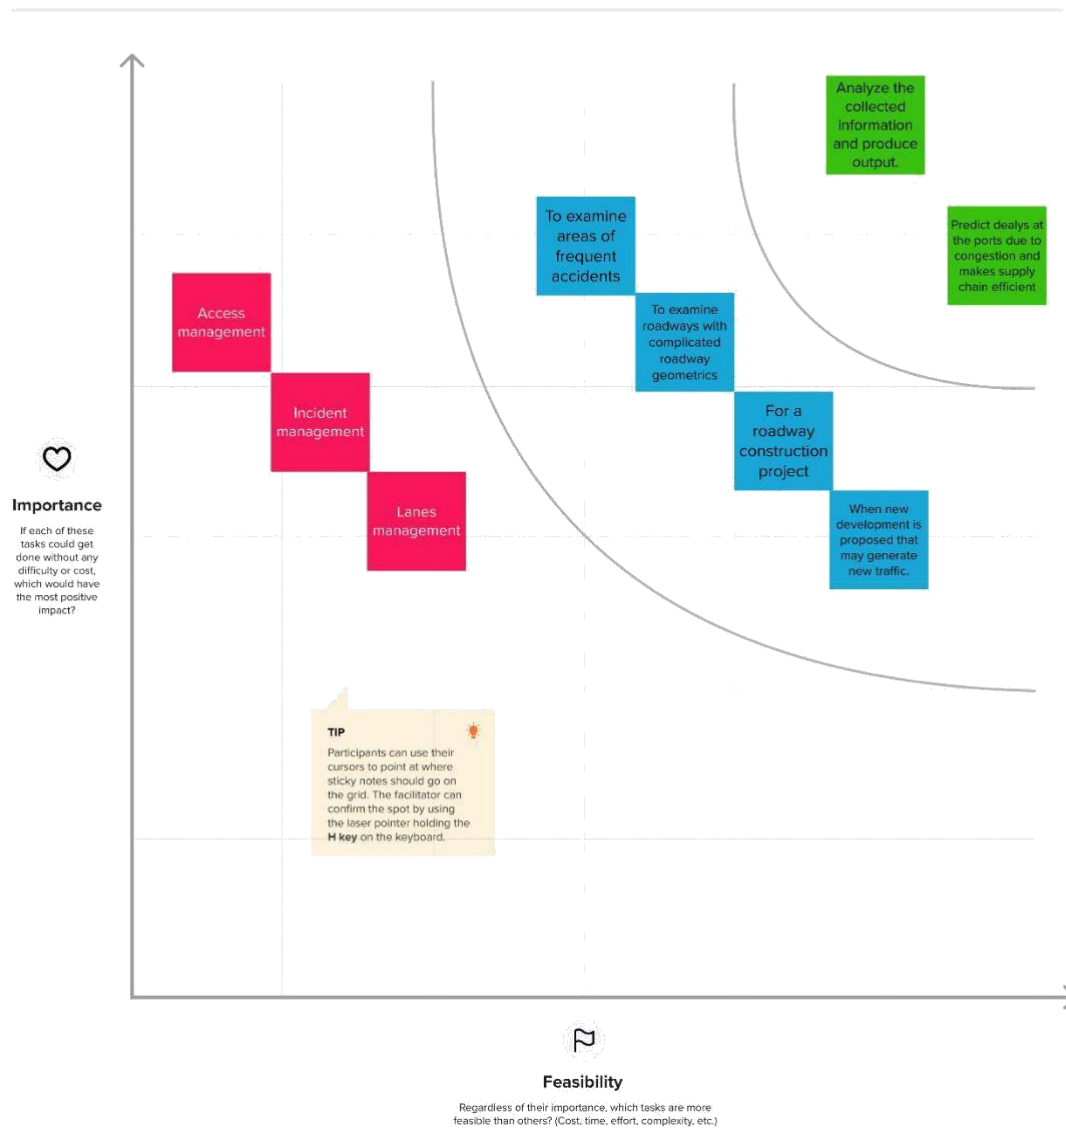 Analyze the
collected
information
and produce
output.
Predict dealys at
the ports due to
congestion and
makes supply
chain efficient
To examine
areas of
frequent
accidents
To examine
roadways with
complicated
roadway
geometrics
For a
roadway
construction
project
When new
development is
proposed that
may generate
new traffic.
Access
management
Incident
management
Lanes
management
Importance
If each of these
tasks could get
done without any
difficulty or cost,
which would have
the most positive
impact?
TIP
Participants can use their
cursors to point at where
sticky notes should go on
the grid. The facilitator can
confirm the spot by using
the laser pointer holding the
H key on the keyboard.
Feasibility
Regardless of their importance, which tasks are more
feasible than others? (Cost, time, effort, complexity, etc.)